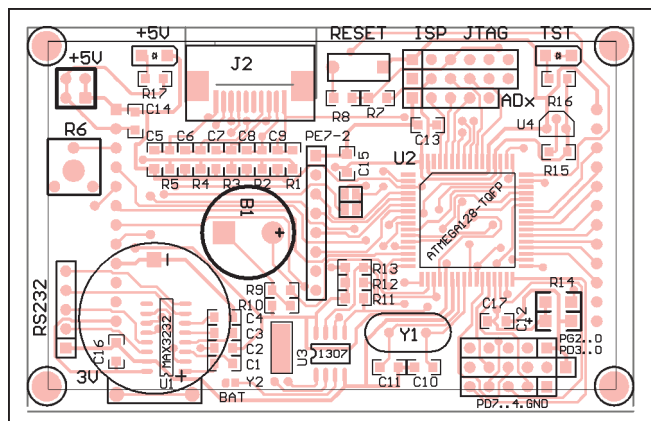 +5V RESET ISP JTAG TST
+5V J2
R17 R8 R7 ADx R16
C14 U4
R6 C5 C6 C7 C8 C9 PE7-2 C13
C15 U2 R15
R5 R4 R3 R2 R1
B1 +
ATMEGA128-TQFP
-
R13
R9 R12 R14
R10 R11
RS232 C4 C17 C12 +
C3 Y1 PG2..0
C16 MAX3232 C2 U3 1307 PD3..0
C1
3V U1 + Y2 C11 C10
BAT PD7..4.GND